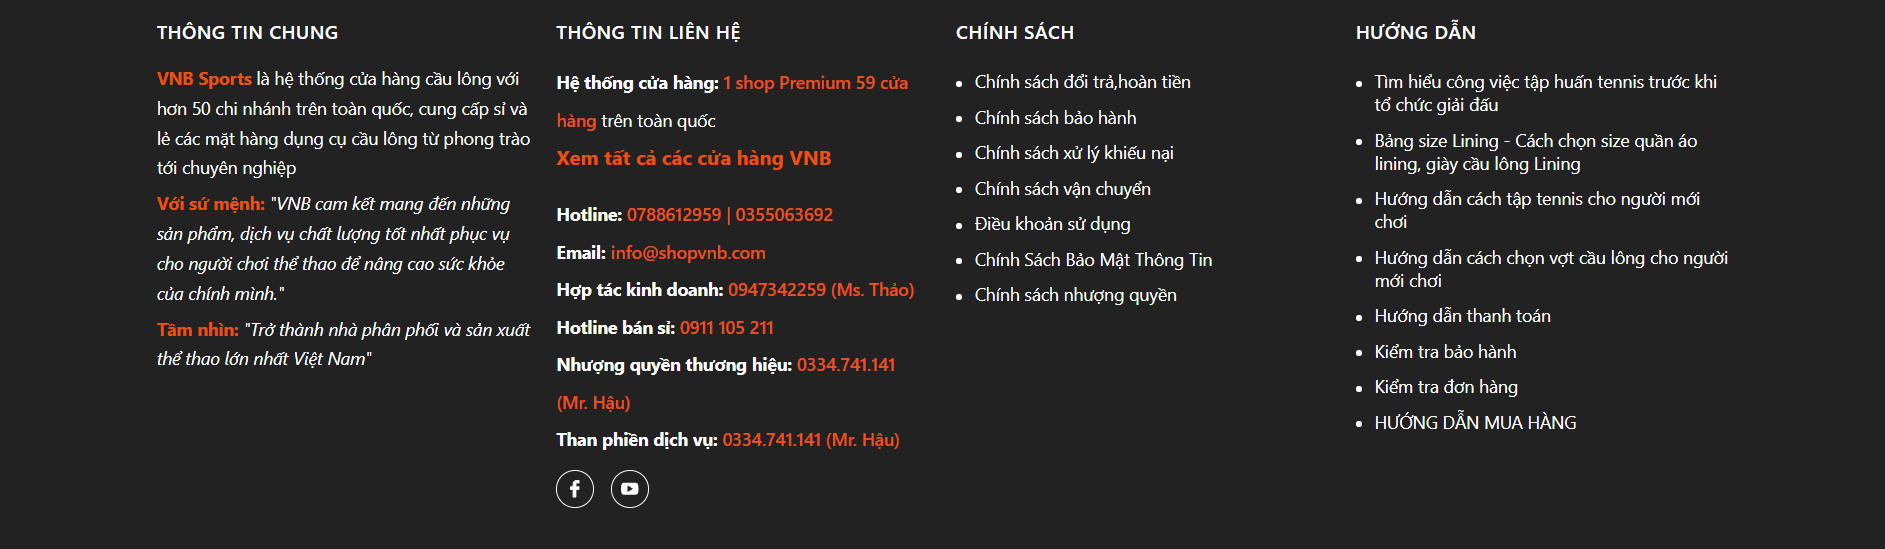 THÔNG TIN CHUNG
VNB Sports là hệ thống cửa hàng cầu lông với
hơn 50 chi nhánh trên toàn quốc, cung cấp sỉ và
lẻ các mặt hàng dụng cụ cầu lông từ phong trào
tới chuyên nghiệp
Với sứ mệnh: "VNB cam kết mang đến những
sản phẩm, dịch vụ chất lượng tốt nhất phục vụ
cho người chơi thể thao để nâng cao sức khỏe
của chính mình."
Tầm nhìn: "Trở thành nhà phân phối và sản xuất
thể thao lớn nhất Việt Nam"
THÔNG TIN LIÊN HỆ
Hệ thống cửa hàng: 1 shop Premium 59 cửa
hàng trên toàn quốc
Xem tất cả các cửa hàng VNB
Hotline: 0788612959 | 0355063692
Email: info@shopvnb.com
Hợp tác kinh doanh: 0947342259 (Ms. Thảo)
Hotline bán sỉ: 0911 105 211
Nhượng quyền thương hiệu: 0334.741.141
(Mr. Hậu)
Than phiền dịch vụ: 0334.741.141 (Mr. Hậu)
CHÍNH SÁCH
Chính sách đổi trả,hoàn tiền
Chính sách bảo hành
Chính sách xử lý khiếu nại
Chính sách vận chuyển
Điều khoản sử dụng
Chính Sách Bảo Mật Thông Tin
Chính sách nhượng quyền
HƯỚNG DẪN
Tìm hiểu công việc tập huấn tennis trước khi
tổ chức giải đấu
Bảng size Lining - Cách chọn size quần áo
lining, giày cầu lông Lining
Hướng dẫn cách tập tennis cho người mới
chơi
Hướng dẫn cách chọn vợt cầu lông cho người
mới chơi
Hướng dẫn thanh toán
Kiểm tra bảo hành
Kiểm tra đơn hàng
HƯỚNG DẪN MUA HÀNG